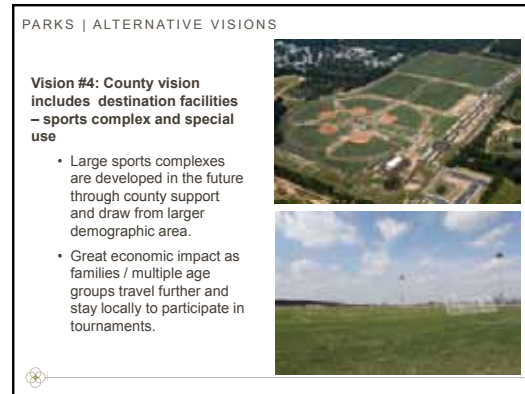 PARKS | ALTERNATIVE VISIONS
Vision #4: County vision
includes destination facilities
– sports complex and special
use
• Large sports complexes
are developed in the future
through county support
and draw from larger
demographic area.
• Great economic impact as
families / multiple age
groups travel further and
stay locally to participate in
tournaments.